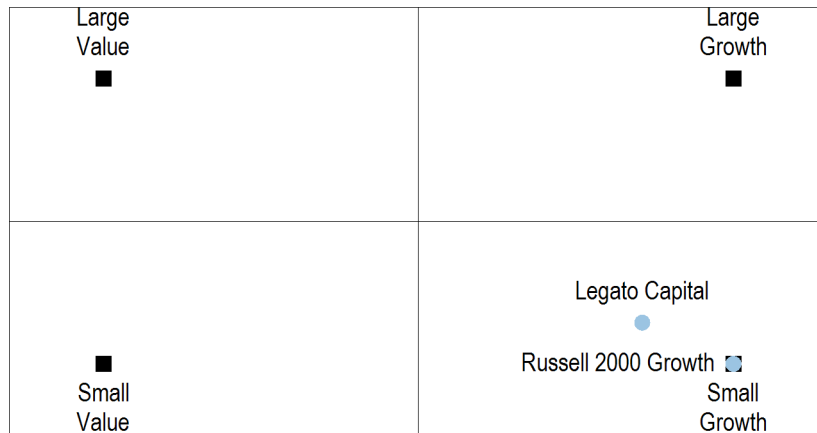 Large
Value
Large
Growth
Legato Capital
Russell 2000 Growth
Small
Value
Small
Growth